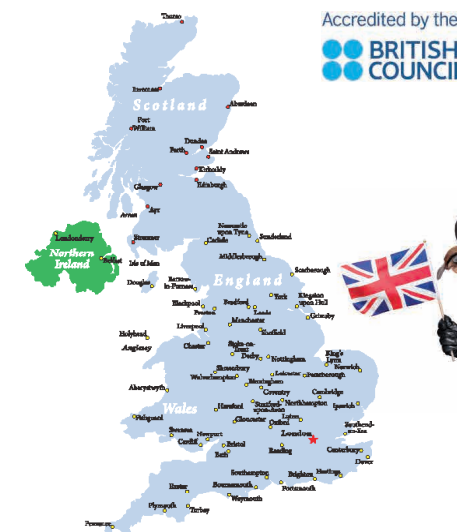 Accredited by the
BRITISH
COUNCIL
Thurso
Inverness
Scotland
Aberdeen
Fort
William
Dundee
Perth
Saint Andrews
Kirkcaldy
Glasgow
Edinburgh
Arran
Ayr
Londonderry
Northern
Ireland
Belfast
Stranraer
Newcastle
upon Tyne
Carlisle
Sunderland
Isle of Man
Middlesbrough
Douglas
Barrow-
in-Furness
England
Scarborough
Blackpool
Preston
Bradford
Leeds
York
Kingston
upon Hull
Grimsby
Liverpool
Manchester
Sheffield
Holyhead
Anglesey
Chester
Stoke-on-
Trent
Derby
Nottingham
King's
Lynn
Norwich
Shrewsbury
Wolverhampton
Leicester
Peterborough
Birmingham
Aberystwyth
Coventry
Cambridge
Wales
Hereford
Stratford-
upon-Avon
Northampton
Ipswich
Fishguard
Gloucester
Oxford
Luton
Southend-
on-Sea
Swansea
Newport
Cardiff
Bristol
Bath
London
Reading
Canterbury
Dover
Southampton
Brighton
Hastings
Exeter
Bournemouth
Portsmouth
Weymouth
Plymouth
Torbay
Penzance